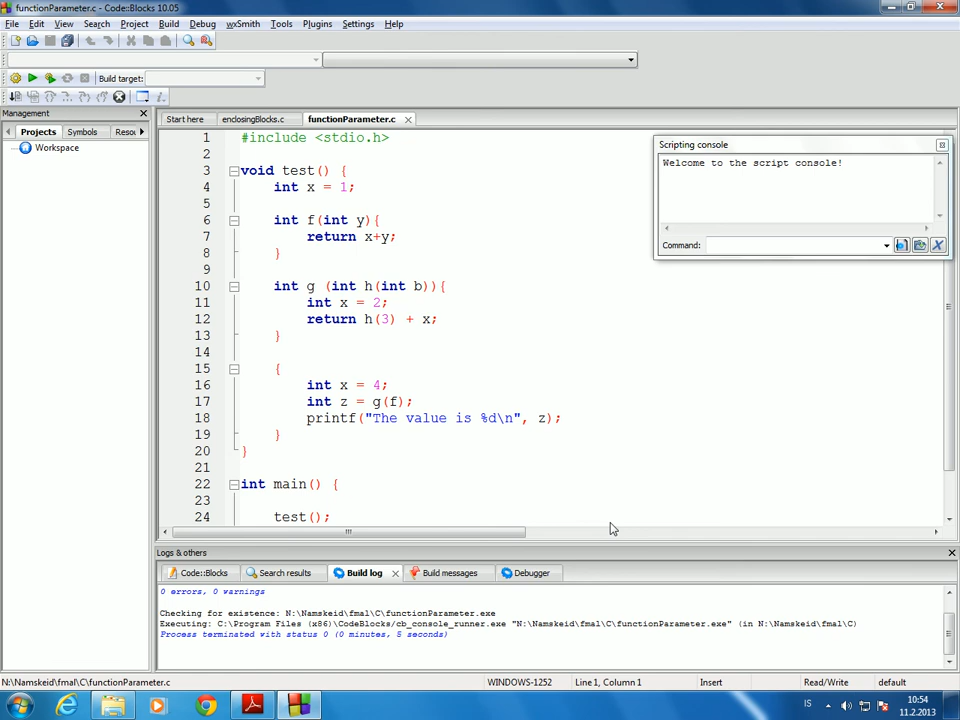 functionParameter.c - Code::Blocks 10.05
File Edit View Search Project Build Debug wxSmith Tools Plugins Settings Help
Build target:
Management
Projects Symbols Resou
Workspace
Start here enclosingBlocks.c functionParameter.c
1 #include <stdio.h>
2
3 void test() {
4 int x = 1;
5
6 int f(int y){
7 return x+y;
8 }
9
10 int g (int h(int b)){
11 int x = 2;
12 return h(3) + x;
13 }
14
15 {
16 int x = 4;
17 int z = g(f);
18 printf("The value is %d\n", z);
19 }
20 }
21
22 int main() {
23
24 test();
Scripting console
Welcome to the script console!
Command:
Logs & others
Code::Blocks Search results Build log Build messages Debugger
0 errors, 0 warnings
Checking for existence: N:\Namskeid\fmal\C\functionParameter.exe
Executing: C:\Program Files (x86)\CodeBlocks/cb_console_runner.exe "N:\Namskeid\fmal\C\functionParameter.exe" (in N:\Namskeid\fmal\C)
Process terminated with status 0 (0 minutes, 5 seconds)
N:\Namskeid\fmal\C\functionParameter.c WINDOWS-1252 Line 1, Column 1 Insert Read/Write default
IS 10:54
11.2.2013